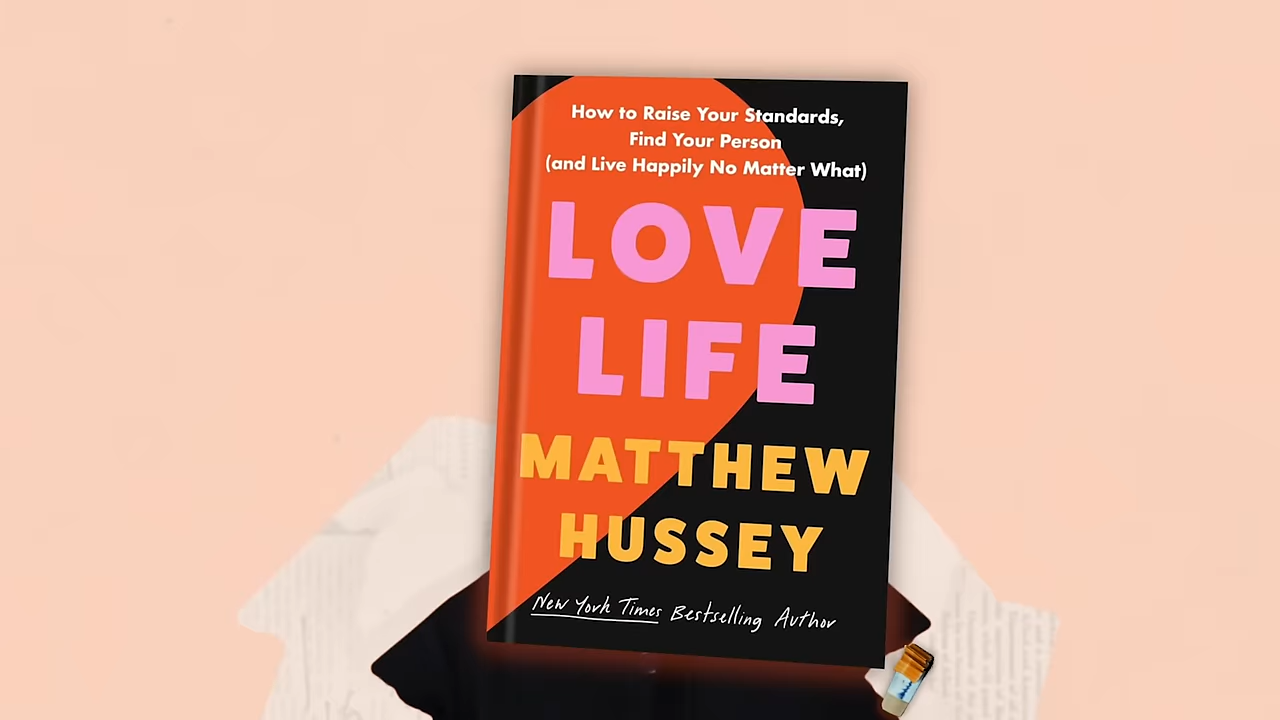 How to Raise Your Standards,
Find Your Person
(and Live Happily No Matter What)
LOVE
LIFE
MATTHEW
HUSSEY
New York Times Bestselling Author